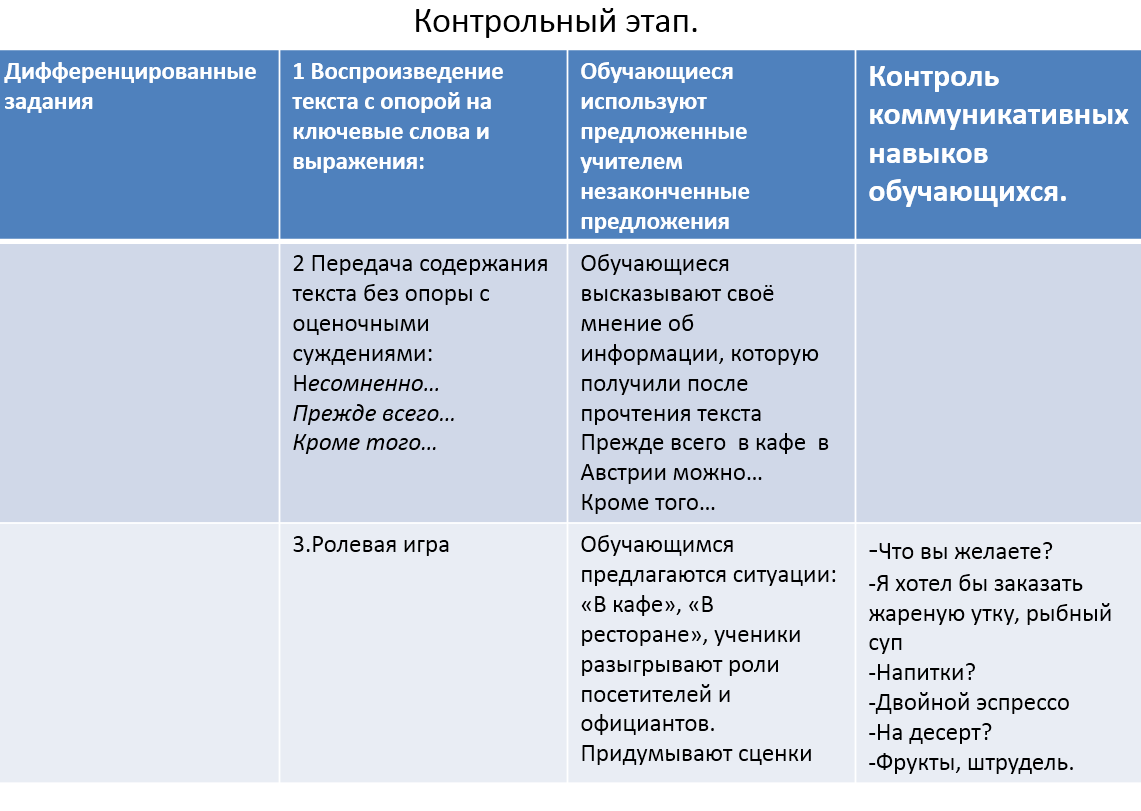 Контрольный этап.
Дифференцированные
задания
1 Воспроизведение
текста с опорой на
ключевые слова и
выражения:
Обучающиеся
используют
предложенные
учителем
незаконченные
предложения
Контроль
коммуникативных
навыков
обучающихся.
2 Передача содержания
текста без опоры с
оценочными
суждениями:
Несомненно…
Прежде всего…
Кроме того…
Обучающиеся
высказывают своё
мнение об
информации, которую
получили после
прочтения текста
Прежде всего в кафе в
Австрии можно…
Кроме того…
3.Ролевая игра
Обучающимся
предлагаются ситуации:
«В кафе», «В
ресторане», ученики
разыгрывают роли
посетителей и
официантов.
Придумывают сценки
-Что вы желаете?
-Я хотел бы заказать
жареную утку, рыбный
суп
-Напитки?
-Двойной эспрессо
-На десерт?
-Фрукты, штрудель.